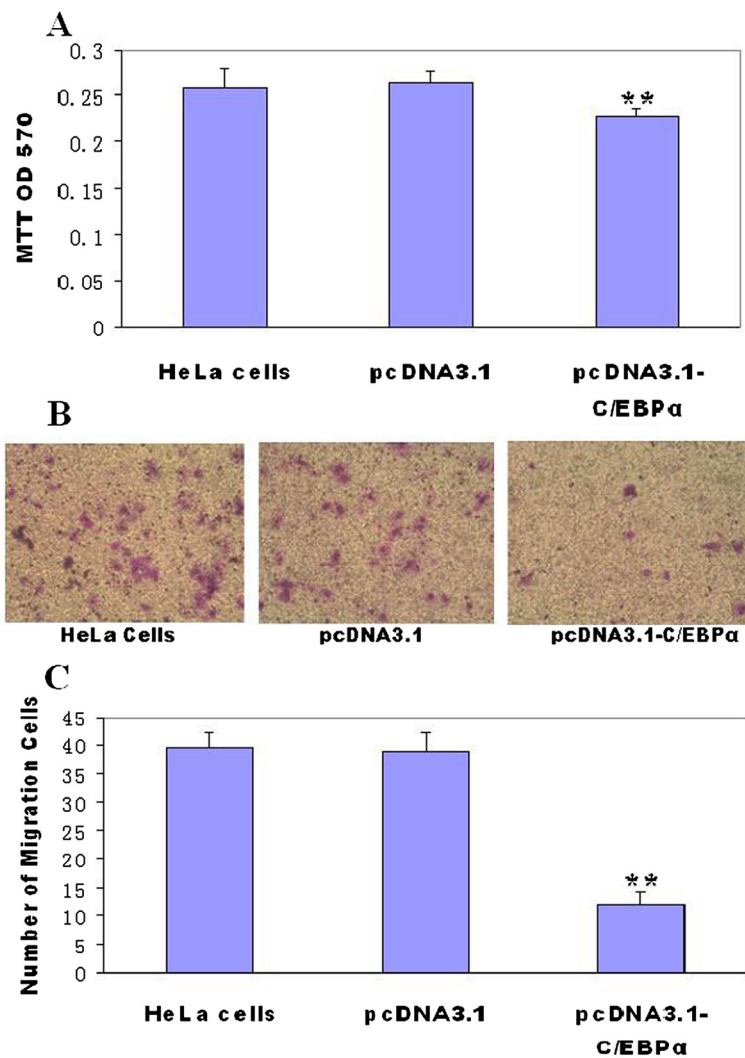 A
0.3
0.25
0.2
0.15
0.1
0.05
0
MTT OD 570
**
HeLa cells
pcDNA3.1
pcDNA3.1-
C/EBPα
B
HeLa Cells
pcDNA3.1
pcDNA3.1-C/EBPα
C
45
40
35
30
25
20
15
10
5
0
Number of Migration Cells
**
HeLa cells
pcDNA3.1
pcDNA3.1-
C/EBPα